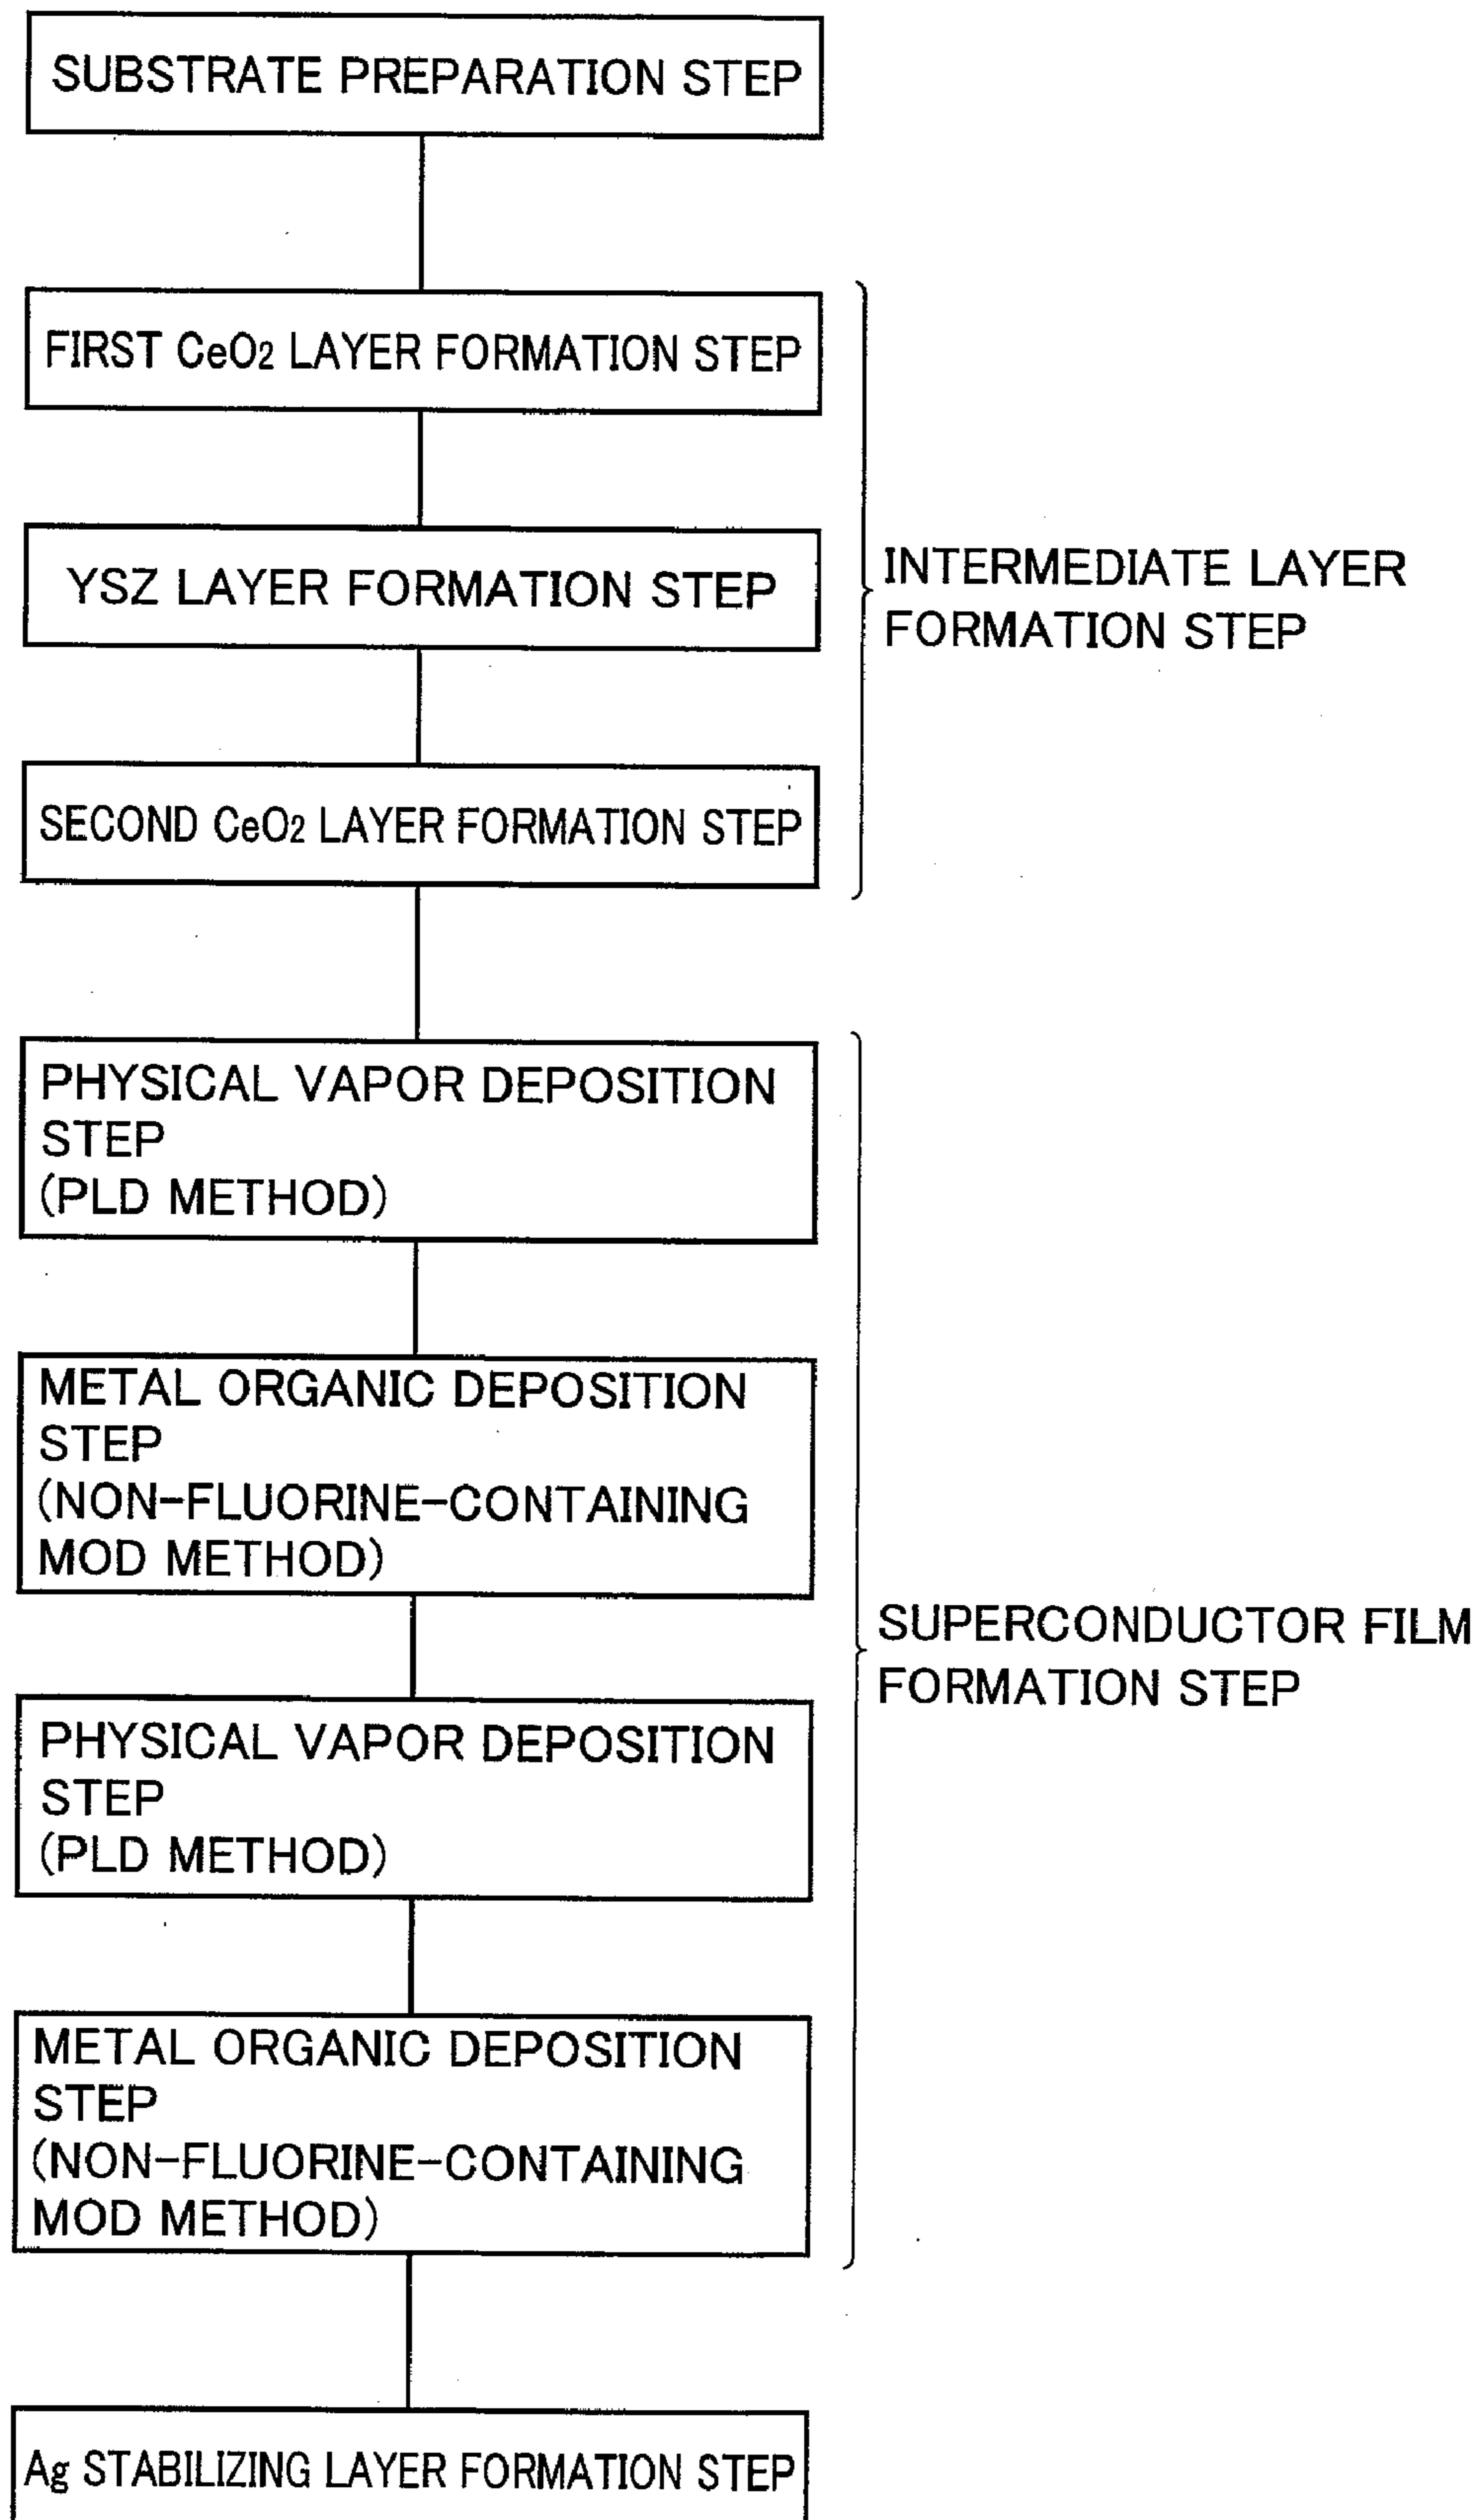 SUBSTRATE PREPARATION STEP
FIRST CeO2 LAYER FORMATION STEP
YSZ LAYER FORMATION STEP
INTERMEDIATE LAYER
FORMATION STEP
SECOND CeO2 LAYER FORMATION STEP
PHYSICAL VAPOR DEPOSITION
STEP
(PLD METHOD)
METAL ORGANIC DEPOSITION
STEP
(NON-FLUORINE-CONTAINING
MOD METHOD)
SUPERCONDUCTOR FILM
FORMATION STEP
PHYSICAL VAPOR DEPOSITION
STEP
(PLD METHOD)
METAL ORGANIC DEPOSITION
STEP
(NON-FLUORINE-CONTAINING
MOD METHOD)
Ag STABILIZING LAYER FORMATION STEP